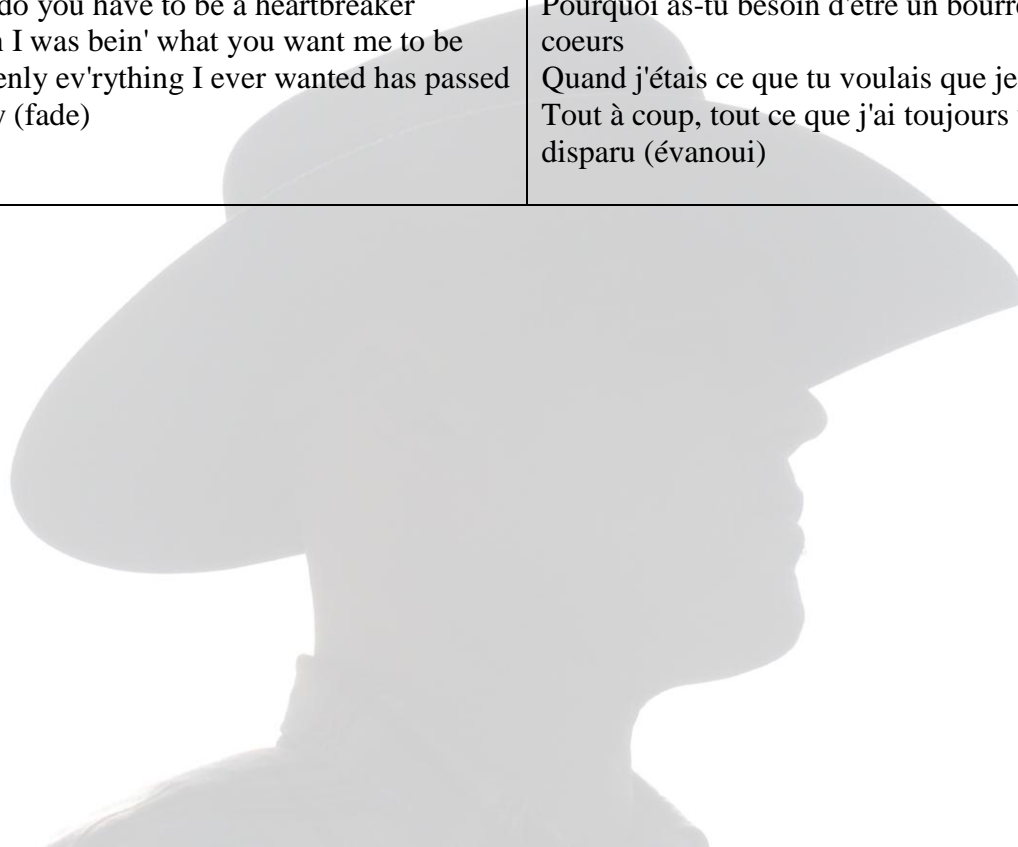 do you have to be a heartbreaker
I was bein' what you want me to be
ev'rything I ever wanted has passed
(fade)
Pourquoi as-tu besoin d'être un
coeurs
Quand j'étais ce que tu voulais que je
Tout à coup, tout ce que j'ai toujours
disparu (évanoui)